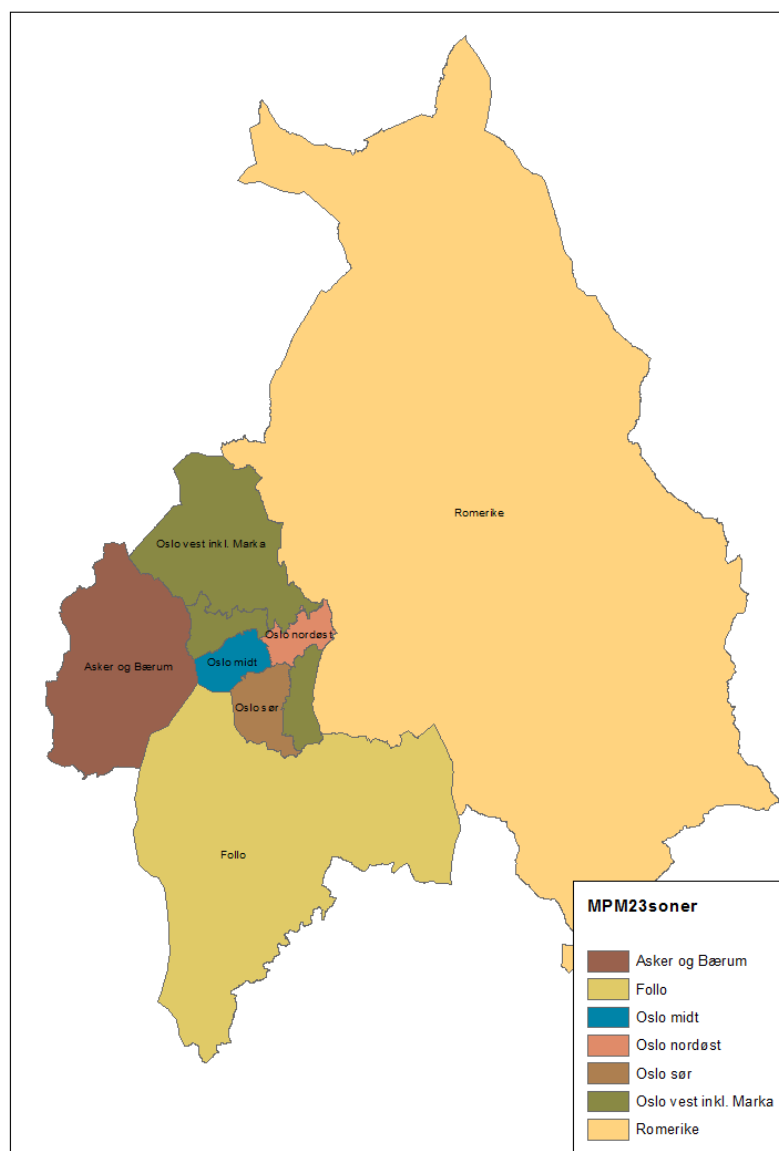 Romerike
Oslo vest inkl. Marka
Oslo nordøst
Oslo midt
Asker og Bærum
Oslo sør
Follo
MPM23soner
Asker og Bærum
Follo
Oslo midt
Oslo nordøst
Oslo sør
Oslo vest inkl. Marka
Romerike